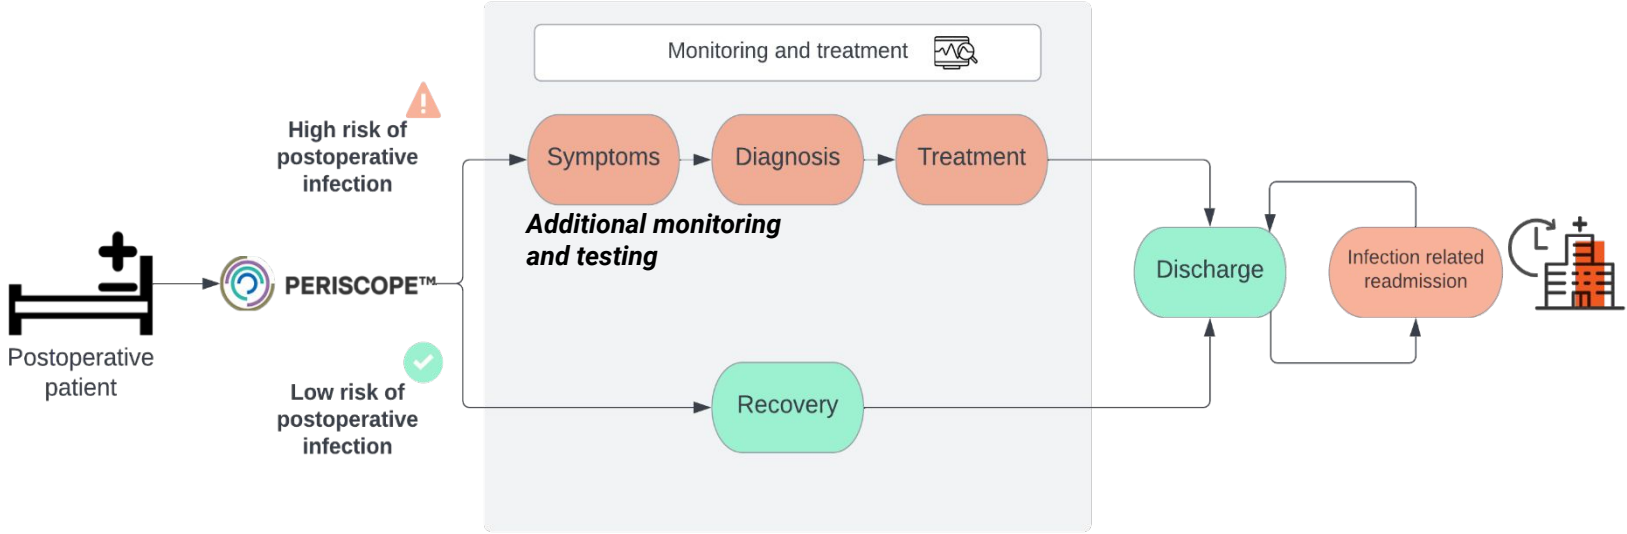 Monitoring and treatment
High risk of
postoperative
infection
Symptoms
Diagnosis
Treatment
Additional monitoring
and testing
Postoperative
patient
PERISCOPE™
Discharge
Infection related
readmission
Low risk of
postoperative
infection
Recovery